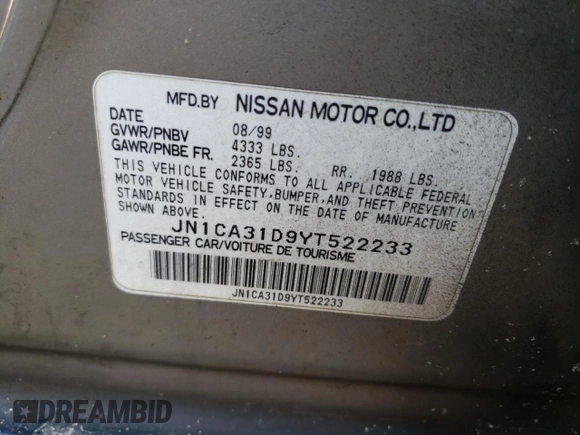 MFD.BY NISSAN MOTOR CO.,LTD
DATE 08/99
GVWR/PNBV 4333 LBS.
GAWR/PNBE FR. 2365 LBS. RR. 1988 LBS.
THIS VEHICLE CONFORMS TO ALL APPLICABLE FEDERAL
MOTOR VEHICLE SAFETY,BUMPER,AND THEFT PREVENTION
STANDARDS IN EFFECT ON THE DATE OF MANUFACTURE
SHOWN ABOVE.
JN1CA31D9YT522233
PASSENGER CAR/VOITURE DE TOURISME
JN1CA31D9YT522233
DREAMBID